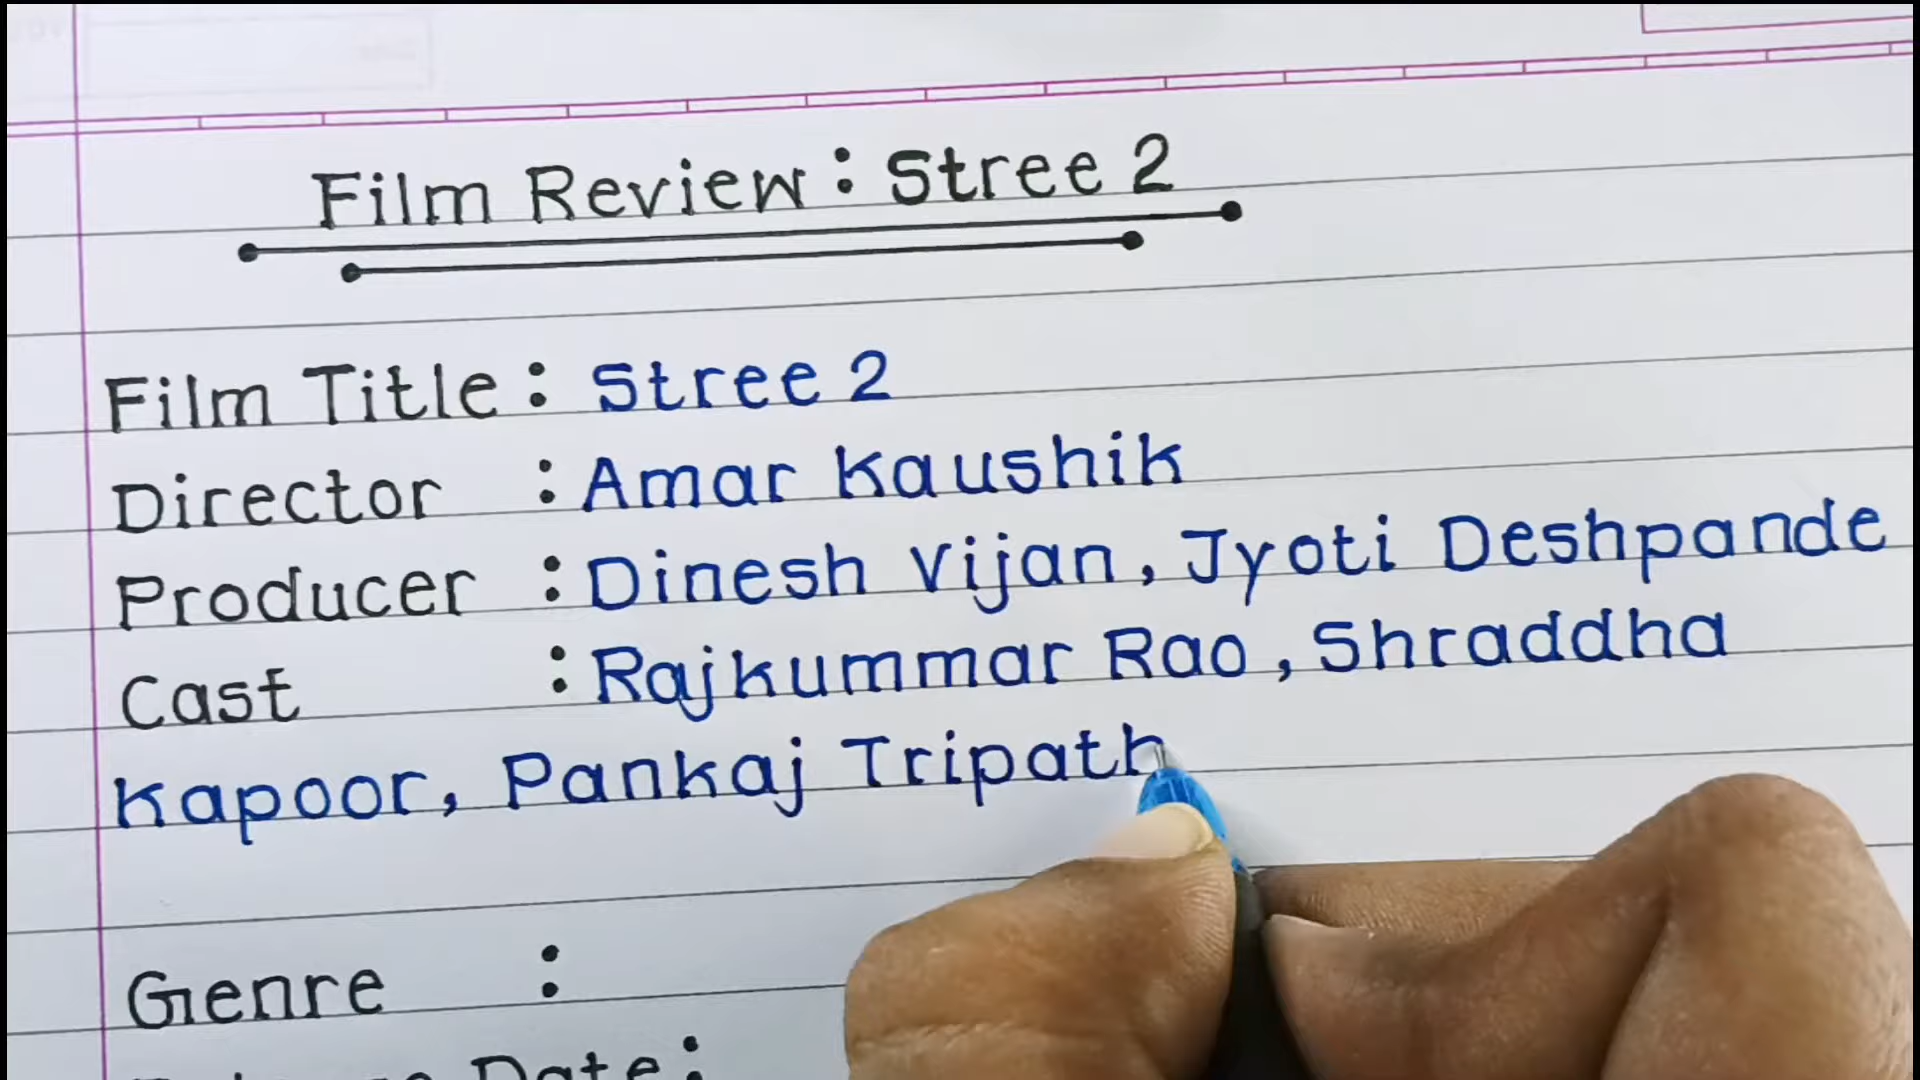 Film Review : Stree 2
Film Title : Stree 2
Director : Amar Kaushik
Producer : Dinesh Vijan, Jyoti Deshpande
Cast : Rajkummar Rao, Shraddha
Kapoor, Pankaj Tripath
Genre :
Date :